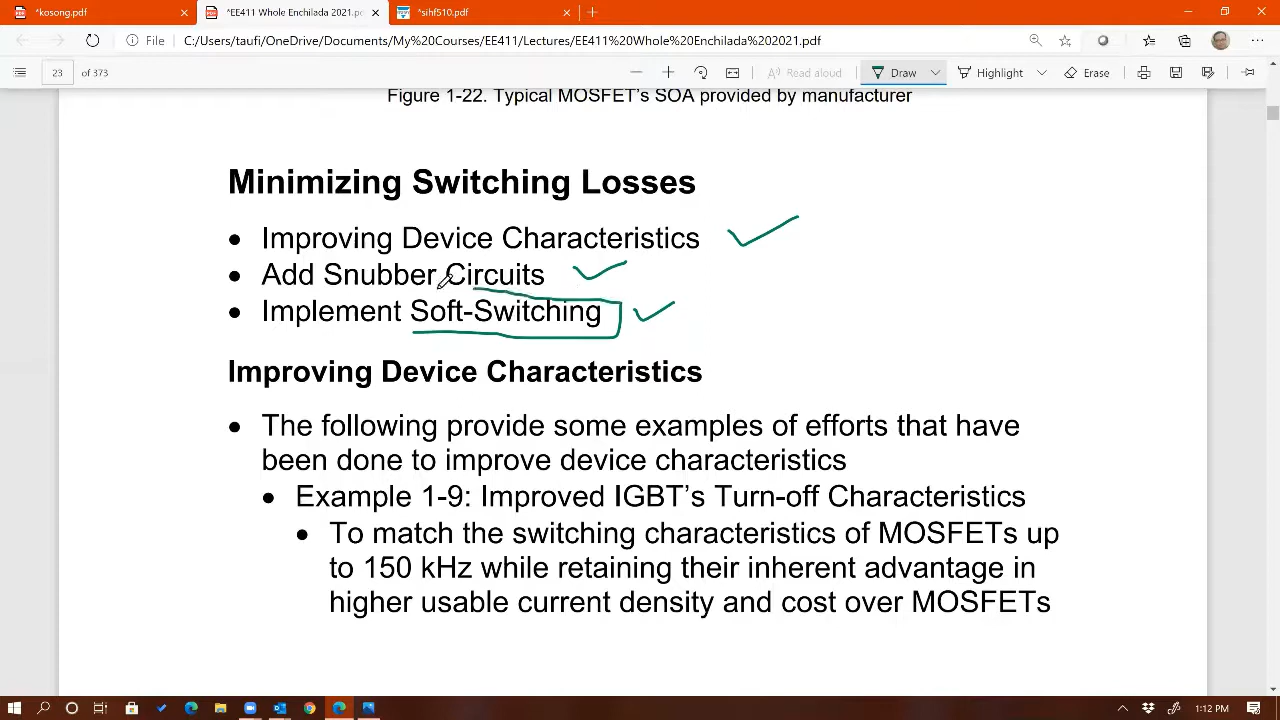 *kosong.pdf
*EE411 Whole Enchilada 2021.pc
*sihf510.pdf
File
C:/Users/taufi/OneDrive/Documents/My%20Courses/EE411/Lectures/EE411%20Whole%20Enchilada%202021.pdf
23 of 373
Read aloud
Draw
Highlight
Erase
Figure 1-22. Typical MOSFET's SOA provided by manufacturer
Minimizing Switching Losses
• Improving Device Characteristics
• Add Snubber Circuits
• Implement Soft-Switching
Improving Device Characteristics
• The following provide some examples of efforts that have
been done to improve device characteristics
• Example 1-9: Improved IGBT's Turn-off Characteristics
• To match the switching characteristics of MOSFETs up
to 150 kHz while retaining their inherent advantage in
higher usable current density and cost over MOSFETs
1:12 PM